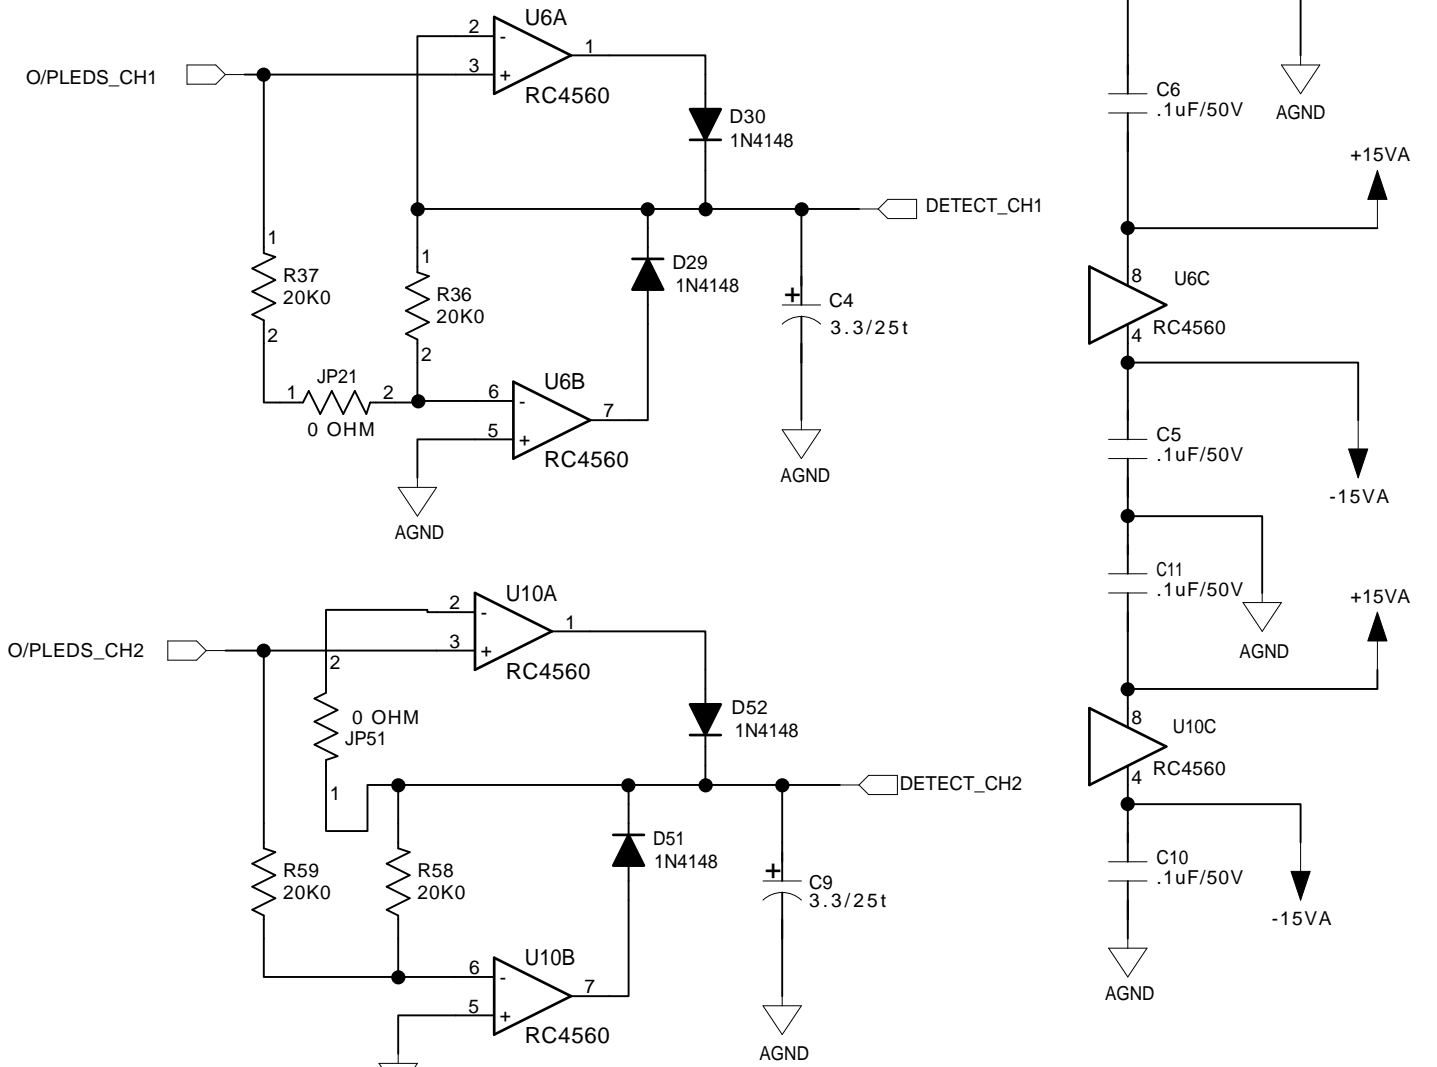 U6A
2
-
1
3
+
RC4560
O/PLEDS_CH1
D30
1N4148
DETECT_CH1
1
R37
20K0
2
1
R36
20K0
2
D29
1N4148
+
C4
3.3/25t
AGND
JP21
1
2
0 OHM
U6B
6
-
7
5
+
RC4560
AGND
C6
.1uF/50V
AGND
+15VA
8
U6C
RC4560
4
C5
.1uF/50V
-15VA
C11
.1uF/50V
AGND
+15VA
8
U10C
RC4560
4
C10
.1uF/50V
-15VA
AGND
U10A
2
-
1
3
+
RC4560
O/PLEDS_CH2
2
0 OHM
JP51
1
D52
1N4148
DETECT_CH2
D51
1N4148
R59
20K0
R58
20K0
+
C9
3.3/25t
AGND
U10B
6
-
7
5
+
RC4560